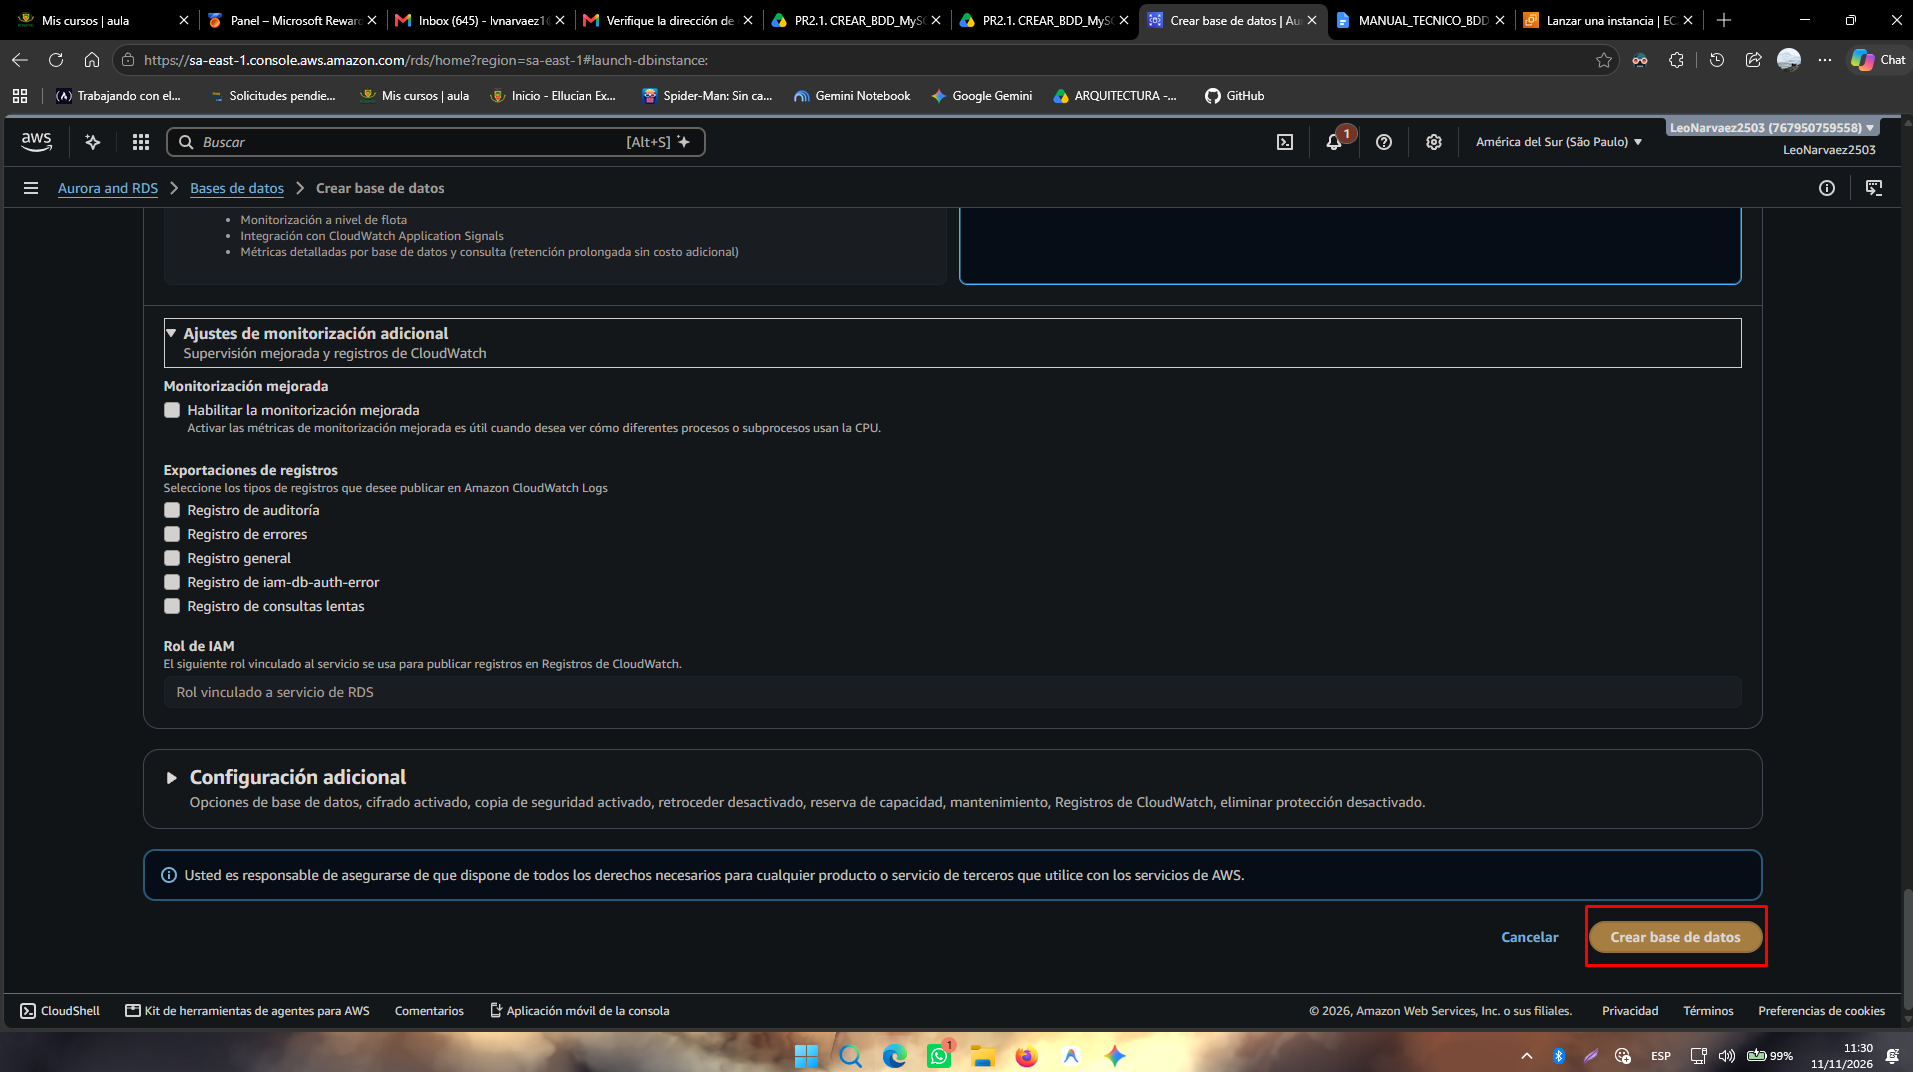 Mis cursos | aula
Panel – Microsoft Rewar
Inbox (645) - lvnarvaez1
Verifique la dirección de
PR2.1. CREAR_BDD_MyS
PR2.1. CREAR_BDD_MyS
Crear base de datos | Au
MANUAL_TECNICO_BDD
Lanzar una instancia | EC
https://sa-east-1.console.aws.amazon.com/rds/home?region=sa-east-1#launch-dbinstance:
Chat
Trabajando con el...
Solicitudes pendie...
Mis cursos | aula
Inicio - Ellucian Ex...
Spider-Man: Sin ca...
Gemini Notebook
Google Gemini
ARQUITECTURA -...
GitHub
aws
Buscar
[Alt+S]
1
América del Sur (São Paulo)
LeoNarvaez2503 (767950759558)
LeoNarvaez2503
Aurora and RDS
Bases de datos
Crear base de datos
• Monitorización a nivel de flota
• Integración con CloudWatch Application Signals
• Métricas detalladas por base de datos y consulta (retención prolongada sin costo adicional)
Ajustes de monitorización adicional
Supervisión mejorada y registros de CloudWatch
Monitorización mejorada
Habilitar la monitorización mejorada
Activar las métricas de monitorización mejorada es útil cuando desea ver cómo diferentes procesos o subprocesos usan la CPU.
Exportaciones de registros
Seleccione los tipos de registros que desee publicar en Amazon CloudWatch Logs
Registro de auditoría
Registro de errores
Registro general
Registro de iam-db-auth-error
Registro de consultas lentas
Rol de IAM
El siguiente rol vinculado al servicio se usa para publicar registros en Registros de CloudWatch.
Rol vinculado a servicio de RDS
Configuración adicional
Opciones de base de datos, cifrado activado, copia de seguridad activado, retroceder desactivado, reserva de capacidad, mantenimiento, Registros de CloudWatch, eliminar protección desactivado.
Usted es responsable de asegurarse de que dispone de todos los derechos necesarios para cualquier producto o servicio de terceros que utilice con los servicios de AWS.
Cancelar
Crear base de datos
CloudShell
Kit de herramientas de agentes para AWS
Comentarios
Aplicación móvil de la consola
© 2026, Amazon Web Services, Inc. o sus filiales.
Privacidad
Términos
Preferencias de cookies
1
ESP
99%
11:30
11/11/2026